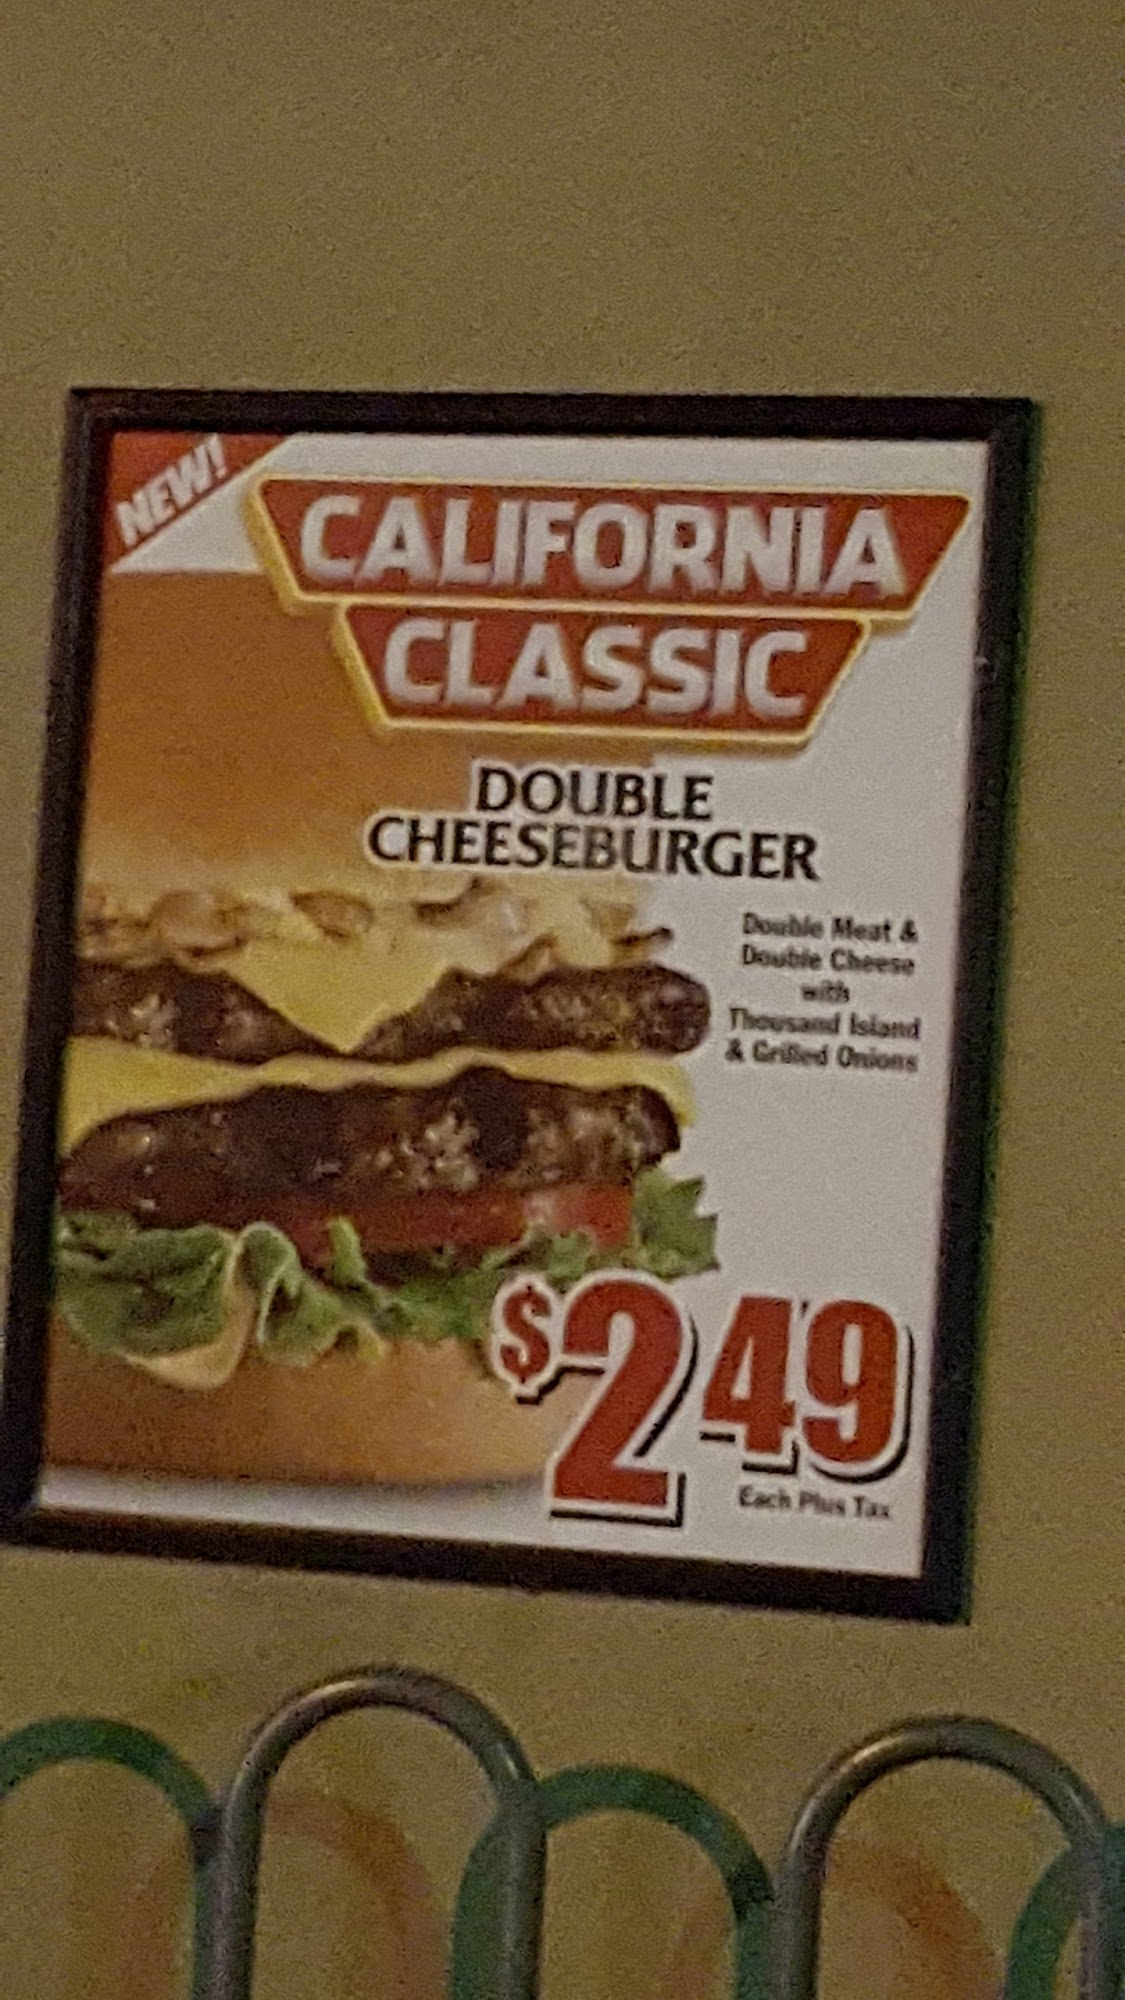 NEW!
CALIFORNIA
CLASSIC
DOUBLE
CHEESEBURGER
Double Meat &
Double Cheese
with
Thousand Island
& Grilled Onions
$2 49
Each Plus Tax